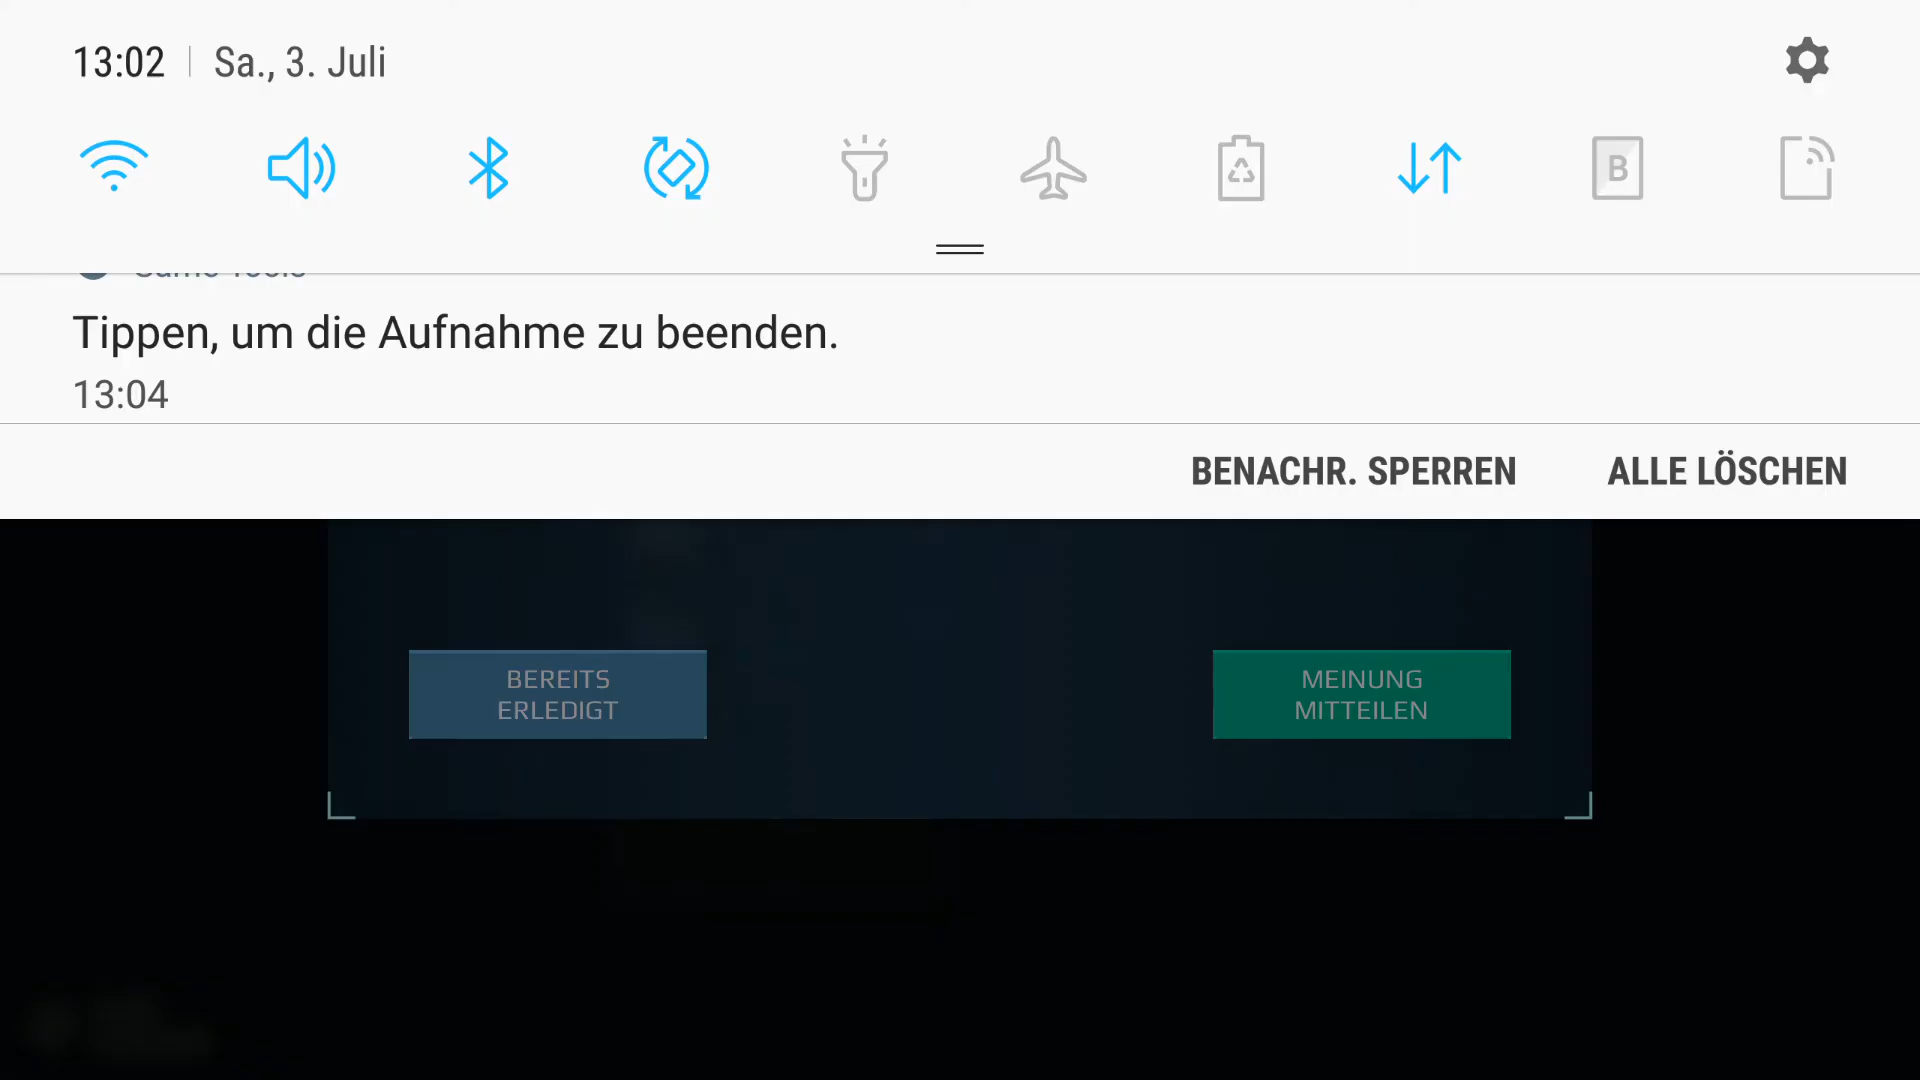 13:02
Sa., 3. Juli
B
Tippen, um die Aufnahme zu beenden.
13:04
BENACHR. SPERREN
ALLE LÖSCHEN
BEREITS
ERLEDIGT
MEINUNG
MITTEILEN